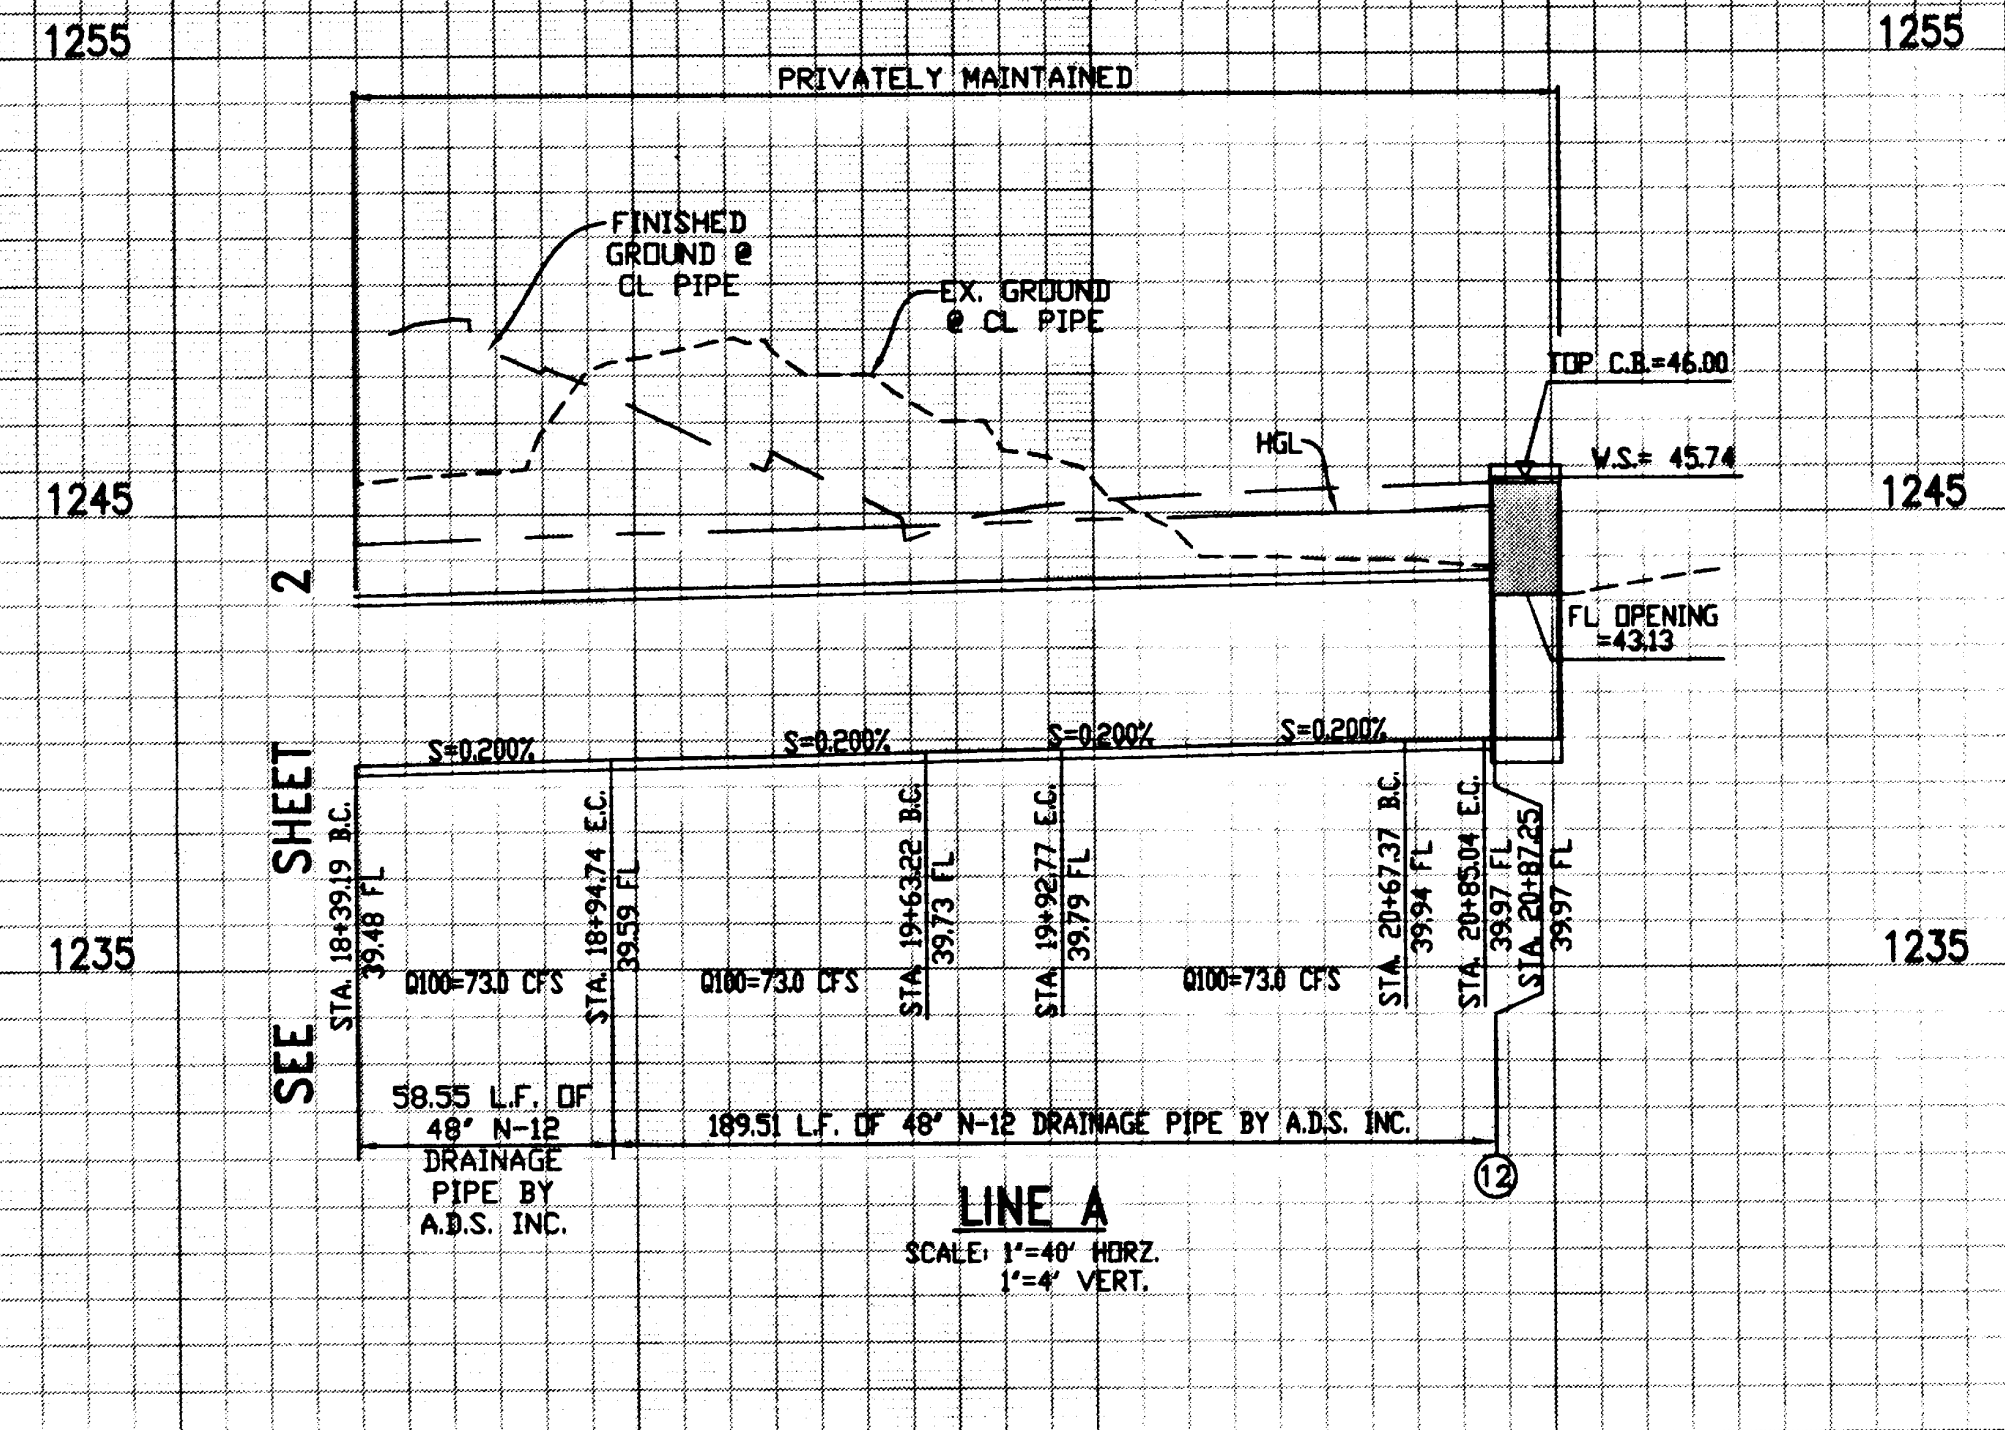 1255
1255
PRIVATELY MAINTAINED
FINISHED
GROUND @
CL PIPE
EX. GROUND
@ CL PIPE
TOP C.B.=46.00
HGL
W.S.= 45.74
1245
1245
FL OPENING
=43.13
SEE SHEET 2
S=0.200%
S=0.200%
S=0.200%
S=0.200%
STA. 18+39.19 B.C.
39.48 FL
STA. 18+94.74 E.C.
39.59 FL
STA. 19+63.22 B.C.
39.73 FL
STA. 19+92.77 E.C.
39.79 FL
STA. 20+67.37 B.C.
39.94 FL
STA. 20+85.04 E.C.
39.97 FL
STA. 20+87.25
39.97 FL
1235
1235
Q100=73.0 CFS
Q100=73.0 CFS
Q100=73.0 CFS
58.55 L.F. OF
48" N-12
DRAINAGE
PIPE BY
A.D.S. INC.
189.51 L.F. OF 48" N-12 DRAINAGE PIPE BY A.D.S. INC.
12
LINE A
SCALE: 1"=40' HORZ.
1"=4' VERT.